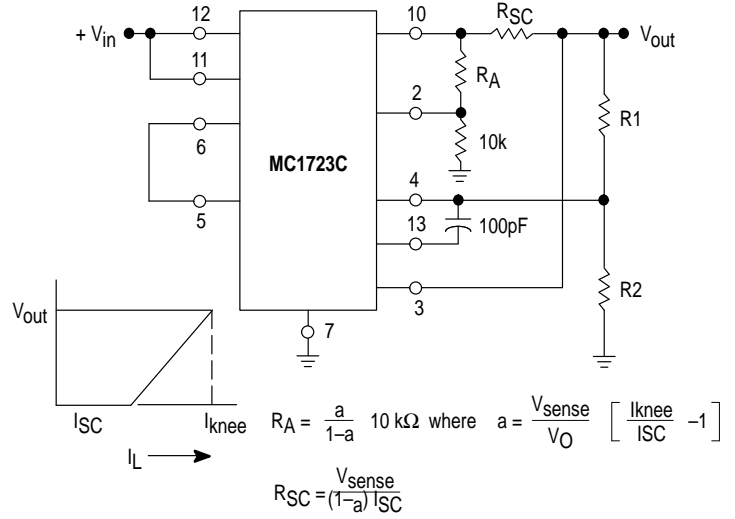 12
10
RSC
+ Vin
Vout
11
RA
2
R1
6
10k
MC1723C
4
13
100pF
5
3
R2
Vout
7
ISC
Iknee
IL
RA = a/1–a 10 kΩ where a = Vsense/VO [ Iknee/ISC –1 ]
RSC = Vsense/(1–a) ISC